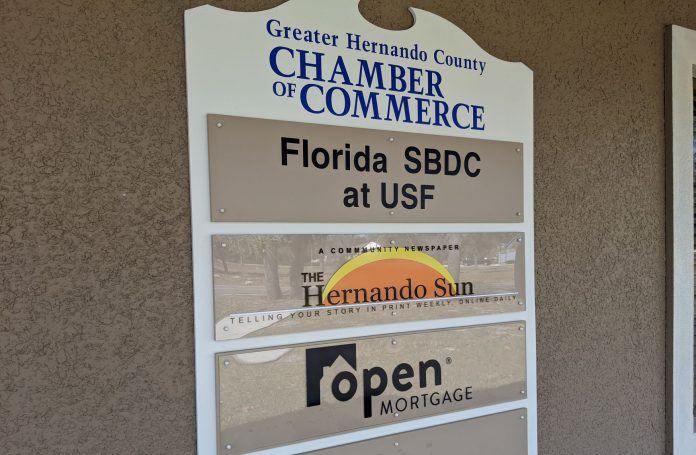 Greater Hernando County
CHAMBER
OF COMMERCE
Florida SBDC
at USF
A COMMMUNITY NEWSPAPER
THE
Hernando Sun
TELLING YOUR STORY IN PRINT WEEKLY, ONLINE DAILY
open®
MORTGAGE